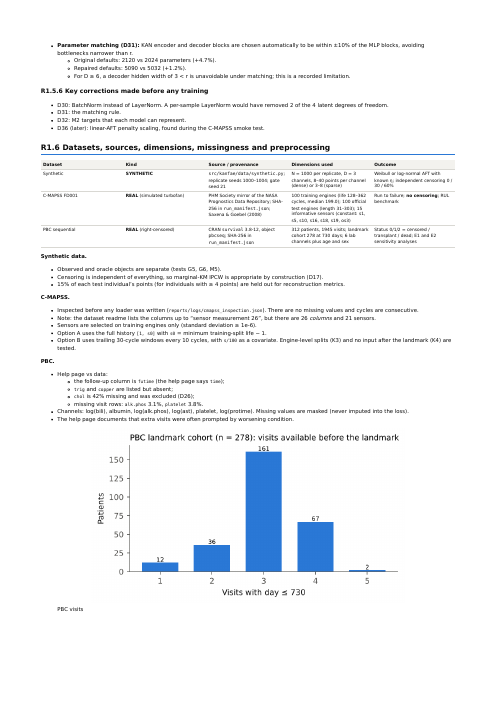 • Parameter matching (D31): KAN encoder and decoder blocks are chosen automatically to be within ±10% of the MLP blocks, avoiding
bottlenecks narrower than r.
◦ Original defaults: 2120 vs 2024 parameters (+4.7%).
◦ Repaired defaults: 5090 vs 5032 (+1.2%).
◦ For D ≤ 6, a decoder hidden width of 3 < r is unavoidable under matching; this is a recorded limitation.
R1.5.6 Key corrections made before any training
• D30: BatchNorm instead of LayerNorm. A per-sample LayerNorm would have removed 2 of the 4 latent degrees of freedom.
• D31: the matching rule.
• D32: M2 targets that each model can represent.
• D36 (later): linear-AFT penalty scaling, found during the C-MAPSS smoke test.
R1.6 Datasets, sources, dimensions, missingness and preprocessing
Dataset Kind Source / provenance Dimensions used Outcome
Synthetic SYNTHETIC src/kanfae/data/synthetic.py; replicate seeds 1000–1004; gate seed 21 N = 1000 per replicate, D = 3 channels, 8–40 points per channel (dense) or 3–8 (sparse) Weibull or log-normal AFT with known η; independent censoring 0 / 30 / 60%
C-MAPSS FD001 REAL (simulated turbofan) PHM Society mirror of the NASA Prognostics Data Repository; SHA-256 in run_manifest.json; Saxena & Goebel (2008) 100 training engines (life 128–362 cycles, median 199.0); 100 official test engines (length 31–303); 15 informative sensors (constant: s1, s5, s10, s16, s18, s19, os3) Run to failure; no censoring; RUL benchmark
PBC sequential REAL (right-censored) CRAN survival 3.8-12, object pbcseq; SHA-256 in run_manifest.json 312 patients, 1945 visits; landmark cohort 278 at 730 days; 6 lab channels plus age and sex Status 0/1/2 = censored / transplant / dead; E1 and E2 sensitivity analyses
Synthetic data.
• Observed and oracle objects are separate (tests G5, G6, M5).
• Censoring is independent of everything, so marginal-KM IPCW is appropriate by construction (D17).
• 15% of each test individual's points (for individuals with ≥ 4 points) are held out for reconstruction metrics.
C-MAPSS.
• Inspected before any loader was written (reports/logs/cmapss_inspection.json). There are no missing values and cycles are consecutive.
• Note: the dataset readme lists the columns up to "sensor measurement 26", but there are 26 columns and 21 sensors.
• Sensors are selected on training engines only (standard deviation ≥ 1e-6).
• Option A uses the full history (1, s0) with s0 = minimum training-split life − 1.
• Option B uses trailing 30-cycle windows every 10 cycles, with s/100 as a covariate. Engine-level splits (K3) and no input after the landmark (K4) are
tested.
PBC.
• Help page vs data:
◦ the follow-up column is futime (the help page says time);
◦ trig and copper are listed but absent;
◦ chol is 42% missing and was excluded (D26);
◦ missing visit rows: alk.phos 3.1%, platelet 3.8%.
• Channels: log(bili), albumin, log(alk.phos), log(ast), platelet, log(protime). Missing values are masked (never imputed into the loss).
• The help page documents that extra visits were often prompted by worsening condition.
PBC landmark cohort (n = 278): visits available before the landmark
Patients
150
125
100
75
50
25
0
12
36
161
67
2
1 2 3 4 5
Visits with day ≤ 730
PBC visits